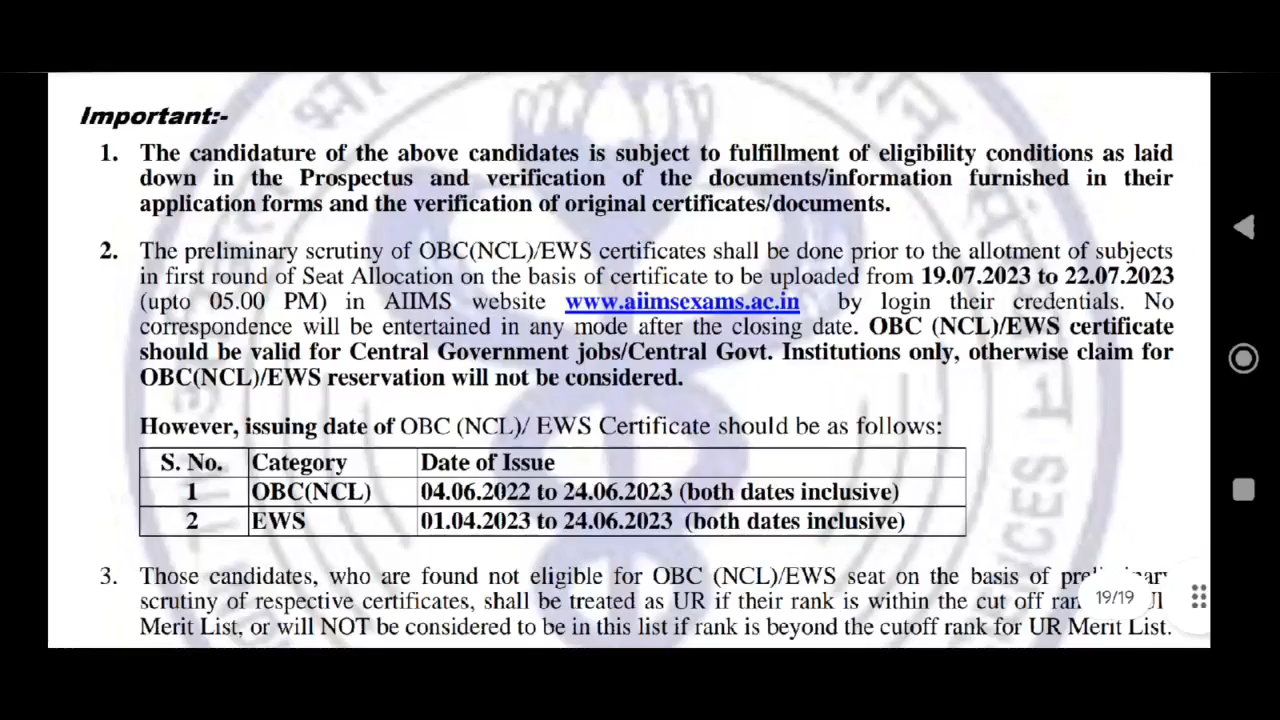 Important:-
1. The candidature of the above candidates is subject to fulfillment of eligibility conditions as laid
down in the Prospectus and verification of the documents/information furnished in their
application forms and the verification of original certificates/documents.
2. The preliminary scrutiny of OBC(NCL)/EWS certificates shall be done prior to the allotment of subjects
in first round of Seat Allocation on the basis of certificate to be uploaded from 19.07.2023 to 22.07.2023
(upto 05.00 PM) in AIIMS website www.aiimsexams.ac.in by login their credentials. No
correspondence will be entertained in any mode after the closing date. OBC (NCL)/EWS certificate
should be valid for Central Government jobs/Central Govt. Institutions only, otherwise claim for
OBC(NCL)/EWS reservation will not be considered.
However, issuing date of OBC (NCL)/ EWS Certificate should be as follows:
S. No. Category Date of Issue
1 OBC(NCL) 04.06.2022 to 24.06.2023 (both dates inclusive)
2 EWS 01.04.2023 to 24.06.2023 (both dates inclusive)
3. Those candidates, who are found not eligible for OBC (NCL)/EWS seat on the basis of
scrutiny of respective certificates, shall be treated as UR if their rank is within the cut off
19/19
Merit List, or will NOT be considered to be in this list if rank is beyond the cutoff rank for UR Merit List.